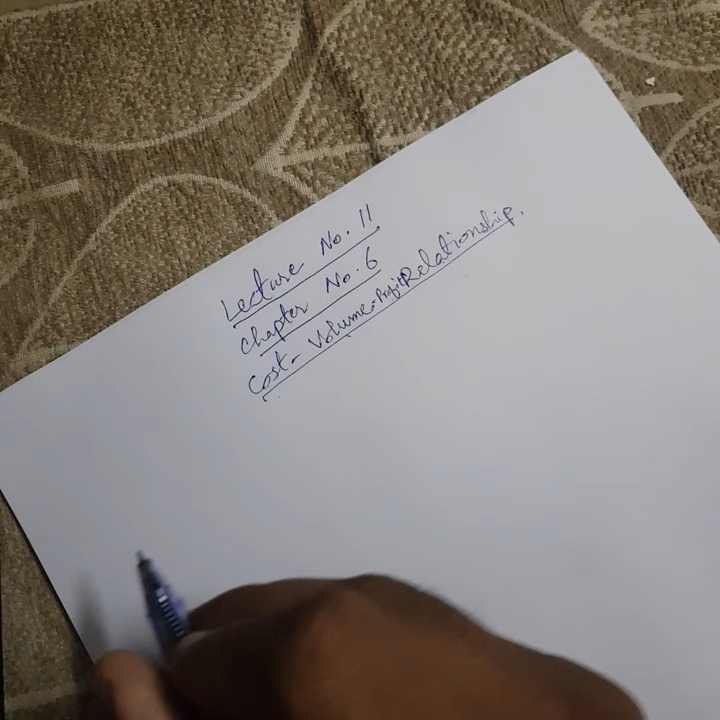 Lecture No. 11
Chapter No. 6
Cost - Volume - Profit Relationship.